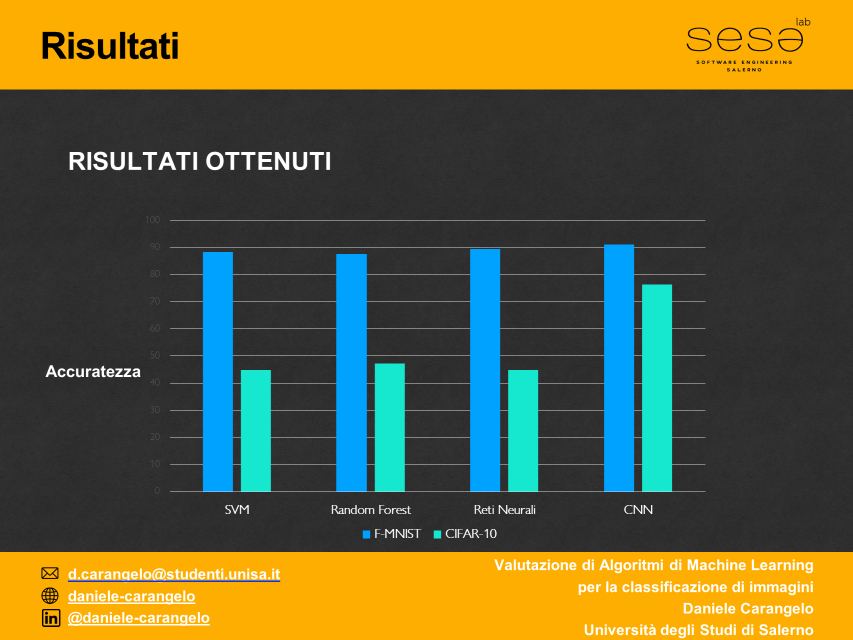 Risultati
lab
sesa
SOFTWARE ENGINEERING
SALERNO
RISULTATI OTTENUTI
100
90
80
70
60
50
Accuratezza
40
30
20
10
0
SVM
Random Forest
Reti Neurali
CNN
F-MNIST
CIFAR-10
d.carangelo@studenti.unisa.it
daniele-carangelo
@daniele-carangelo
Valutazione di Algoritmi di Machine Learning
per la classificazione di immagini
Daniele Carangelo
Università degli Studi di Salerno